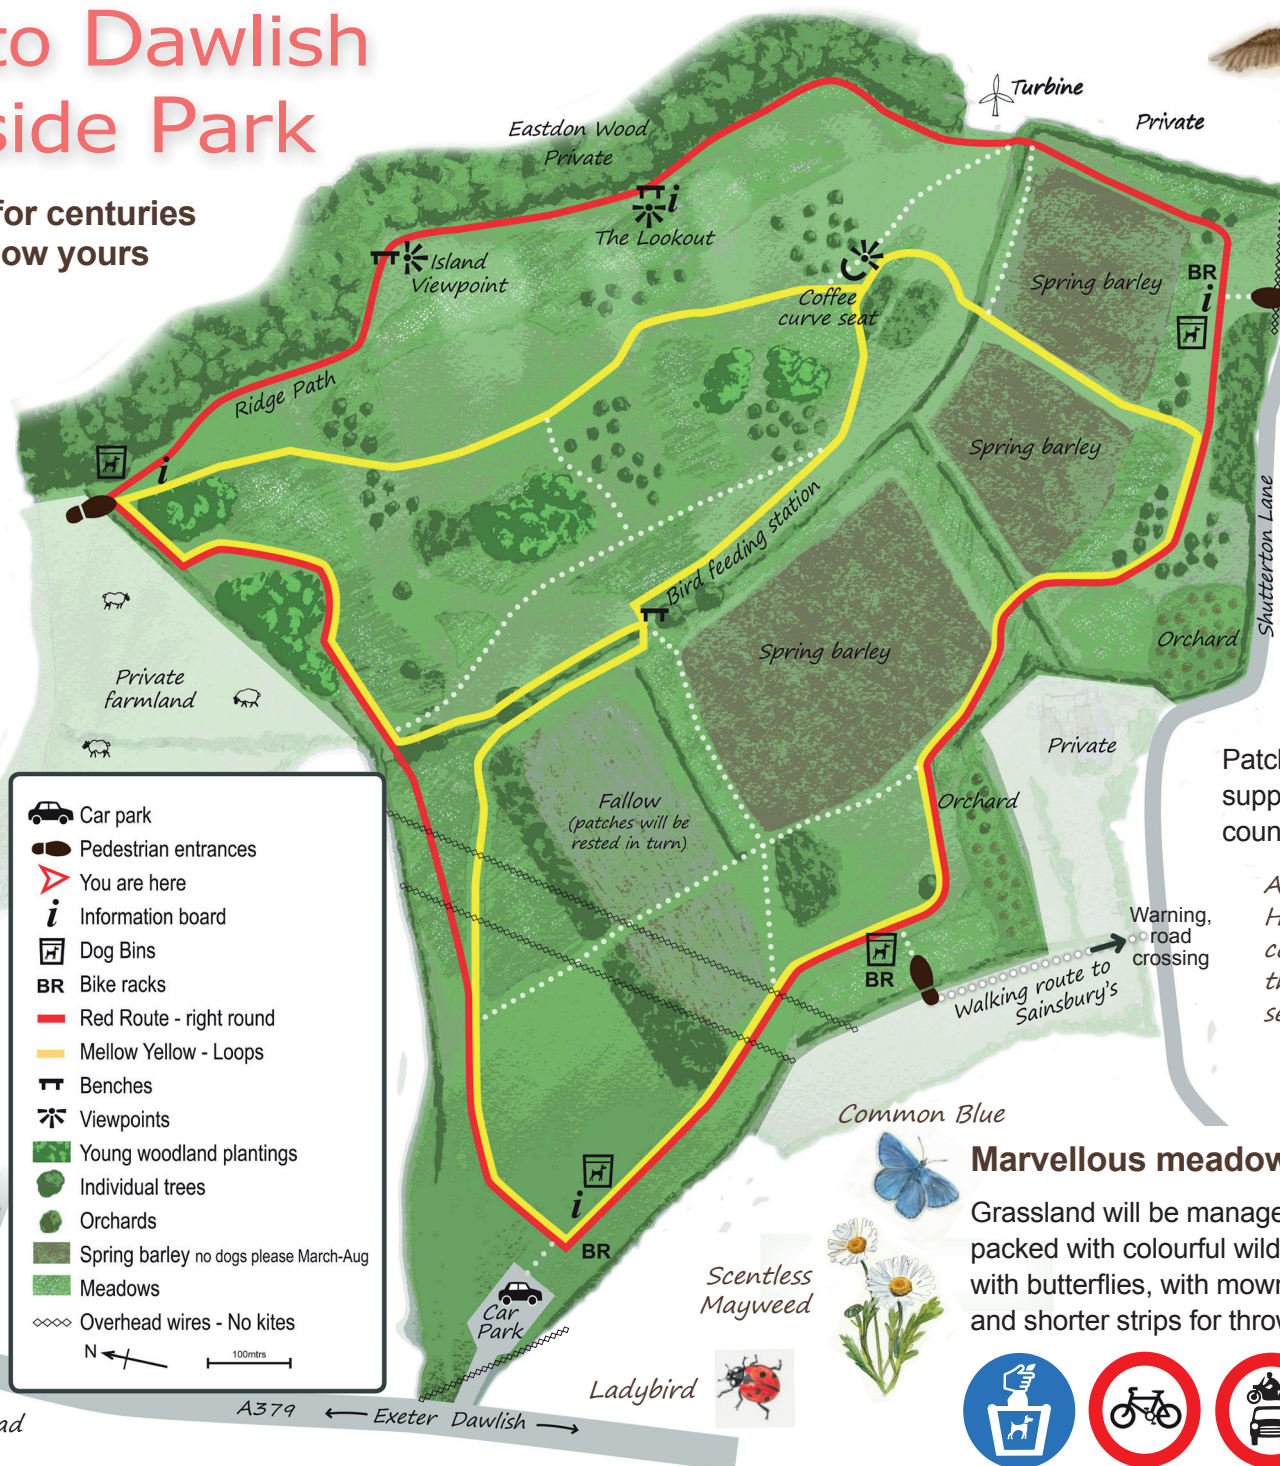 to Dawlish
side Park
for centuries
now yours
Turbine
Private
Eastdon Wood
Private
i
The Lookout
Island
Viewpoint
Coffee
curve seat
Spring barley
BR
i
Ridge Path
i
Spring barley
Shutterton Lane
Bird feeding station
Orchard
Spring barley
Private
farmland
Private
Fallow
(patches will be
rested in turn)
Orchard
Car park
Pedestrian entrances
You are here
i Information board
Dog Bins
BR Bike racks
Red Route - right round
Mellow Yellow - Loops
Benches
Viewpoints
Young woodland plantings
Individual trees
Orchards
Spring barley no dogs please March-Aug
Meadows
Overhead wires - No kites
N
100mtrs
BR
Warning,
road
crossing
Walking route to
Sainsbury's
i
BR
Car
Park
A379
Exeter Dawlish
Common Blue
Scentless
Mayweed
Ladybird
Marvellous meadow
Grassland will be manage
packed with colourful wild
with butterflies, with mown
and shorter strips for throw